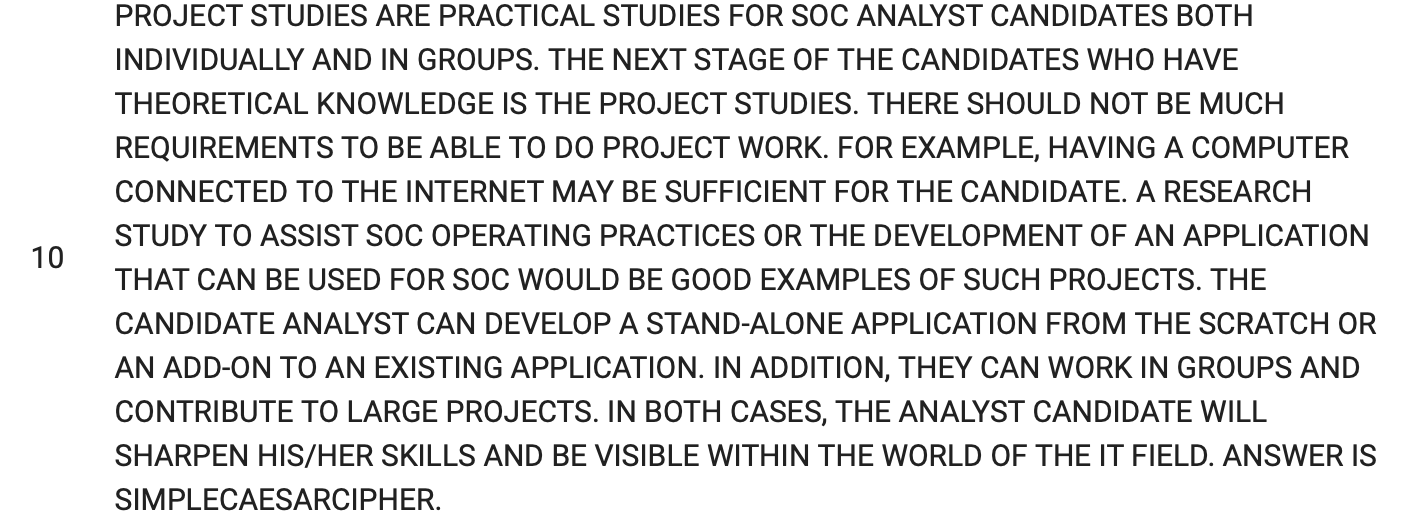 PROJECT STUDIES ARE PRACTICAL STUDIES FOR SOC ANALYST CANDIDATES BOTH
INDIVIDUALLY AND IN GROUPS. THE NEXT STAGE OF THE CANDIDATES WHO HAVE
THEORETICAL KNOWLEDGE IS THE PROJECT STUDIES. THERE SHOULD NOT BE MUCH
REQUIREMENTS TO BE ABLE TO DO PROJECT WORK. FOR EXAMPLE, HAVING A COMPUTER
CONNECTED TO THE INTERNET MAY BE SUFFICIENT FOR THE CANDIDATE. A RESEARCH
STUDY TO ASSIST SOC OPERATING PRACTICES OR THE DEVELOPMENT OF AN APPLICATION
10
THAT CAN BE USED FOR SOC WOULD BE GOOD EXAMPLES OF SUCH PROJECTS. THE
CANDIDATE ANALYST CAN DEVELOP A STAND-ALONE APPLICATION FROM THE SCRATCH OR
AN ADD-ON TO AN EXISTING APPLICATION. IN ADDITION, THEY CAN WORK IN GROUPS AND
CONTRIBUTE TO LARGE PROJECTS. IN BOTH CASES, THE ANALYST CANDIDATE WILL
SHARPEN HIS/HER SKILLS AND BE VISIBLE WITHIN THE WORLD OF THE IT FIELD. ANSWER IS
SIMPLECAESARCIPHER.